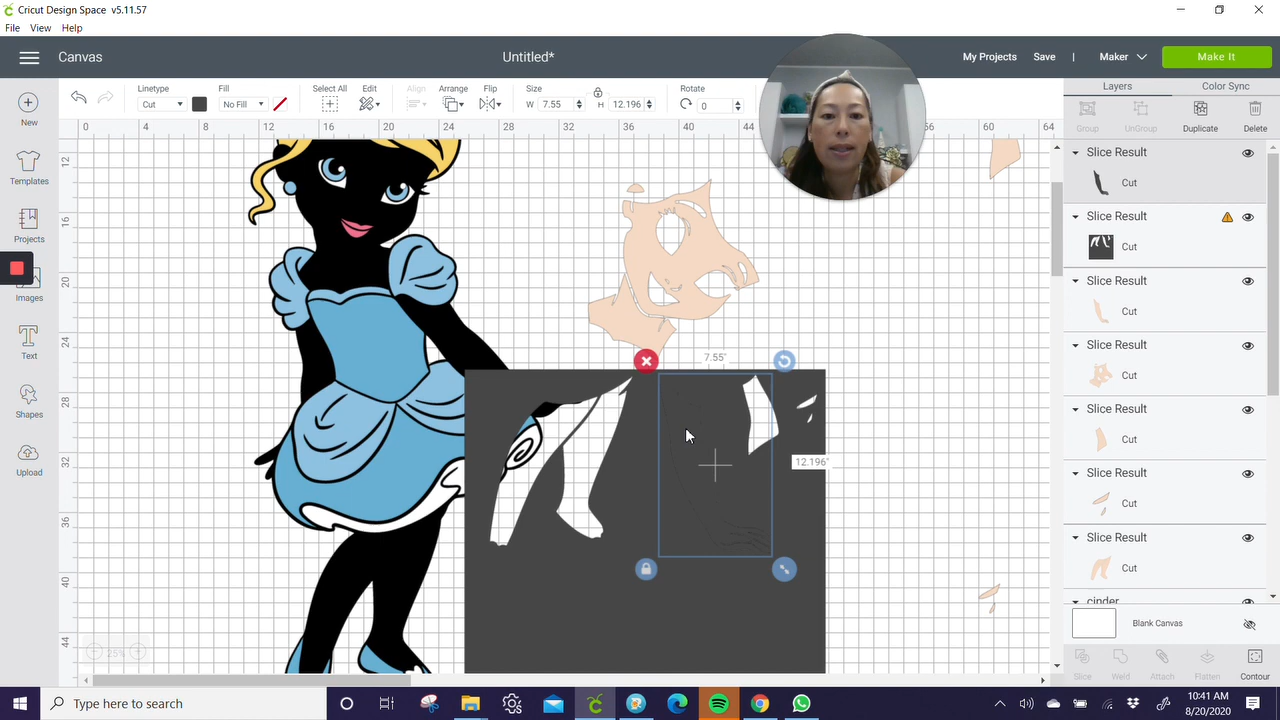 Cricut Design Space v5.11.57
File View Help
Canvas
Untitled*
My Projects Save | Maker Make It
Linetype Fill Select All Edit Align Arrange Flip Size Rotate
Cut No Fill W 7.55 H 12.196 0
Layers Color Sync
Group UnGroup Duplicate Delete
New
Templates
Projects
Images
Text
Shapes
Upload
0 4 8 12 16 20 24 28 32 36 40 44 56 60 64
12
16
20
24
28
32
36
40
44
7.55"
12.196"
25%
Slice Result
Cut
Slice Result
Cut
Slice Result
Cut
Slice Result
Cut
Slice Result
Cut
Slice Result
Cut
Slice Result
Cut
cinder
Blank Canvas
Slice Weld Attach Flatten Contour
Type here to search
10:41 AM
8/20/2020